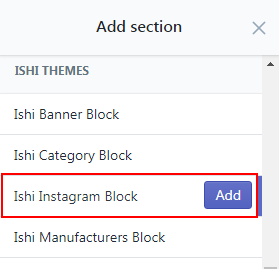 Add section
ISHI THEMES
Ishi Banner Block
Ishi Category Block
Ishi Instagram Block Add
Ishi Manufacturers Block